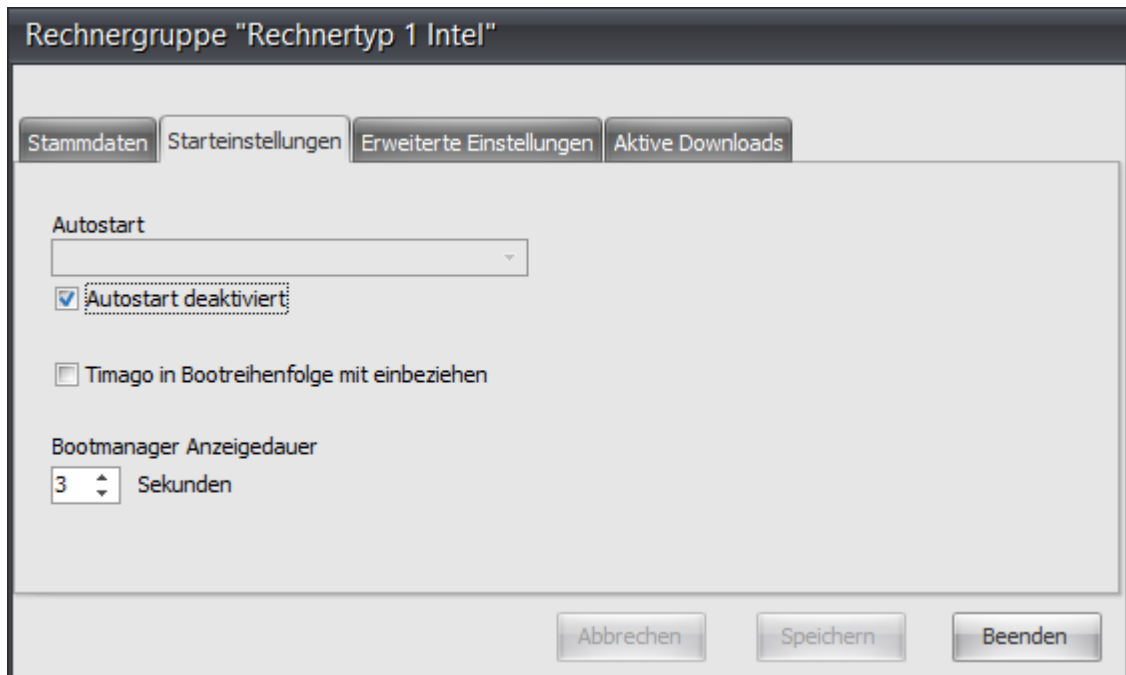 Rechnergruppe "Rechnertyp 1 Intel"
Stammdaten Starteinstellungen Erweiterte Einstellungen Aktive Downloads
Autostart
Autostart deaktiviert
Timago in Bootreihenfolge mit einbeziehen
Bootmanager Anzeigedauer
3 Sekunden
Abbrechen Speichern Beenden